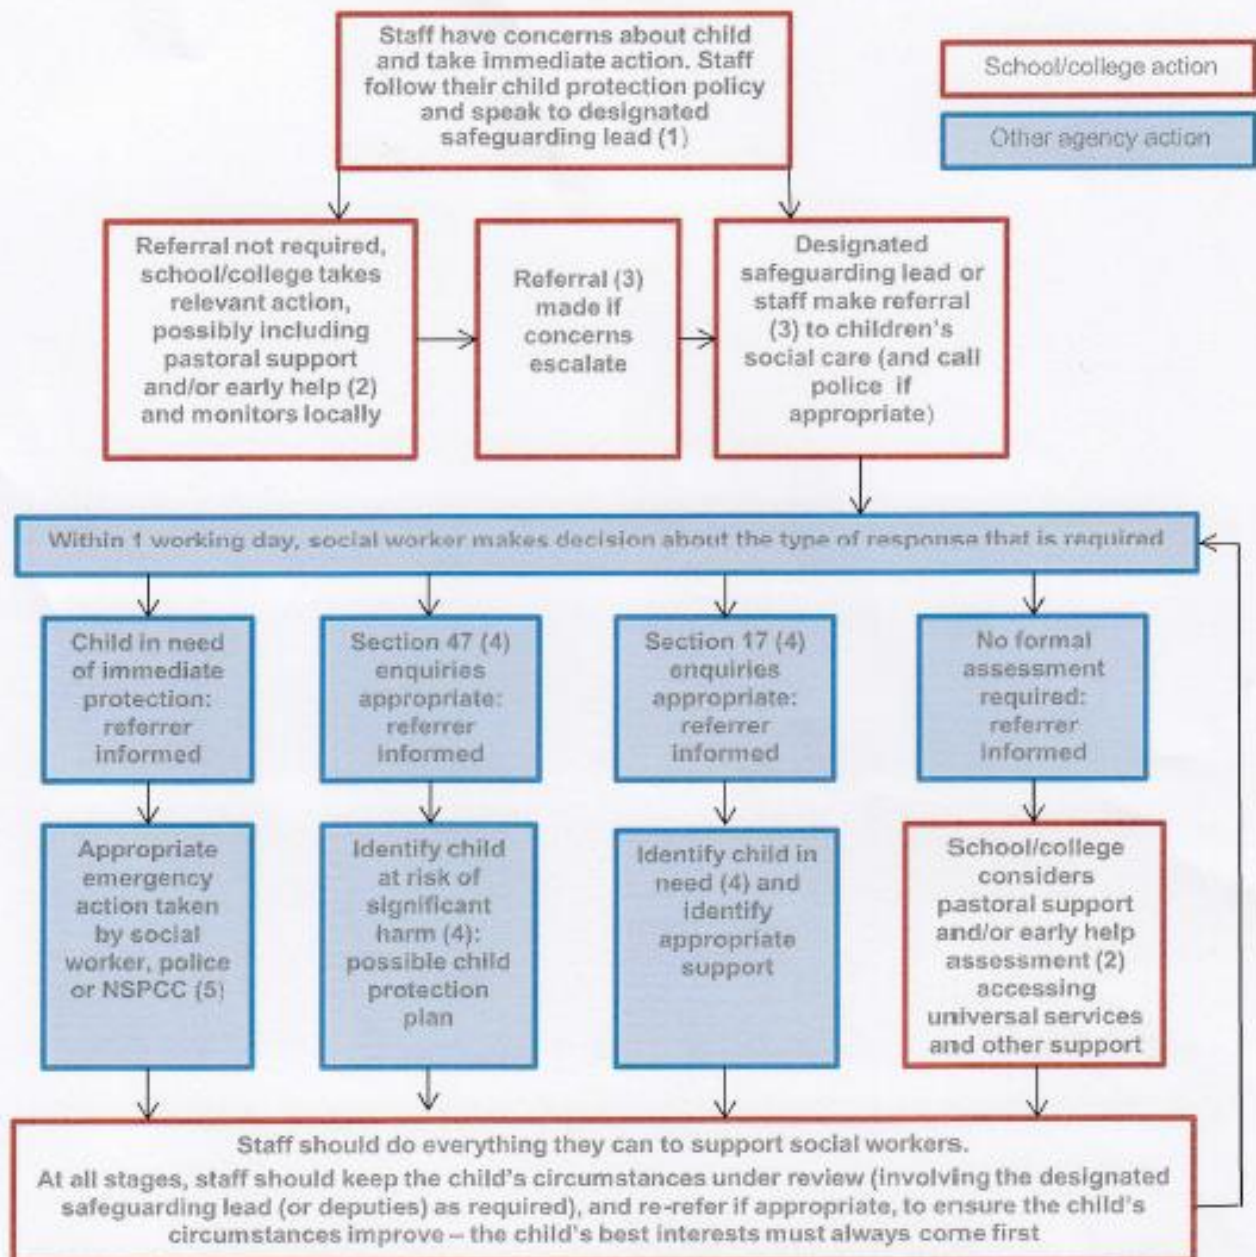 Staff have concerns about child
and take immediate action. Staff
follow their child protection policy
and speak to designated
safeguarding lead (1)
School/college action
Other agency action
Referral not required,
school/college takes
relevant action,
possibly including
pastoral support
and/or early help (2)
and monitors locally
Referral (3)
made if
concerns
escalate
Designated
safeguarding lead or
staff make referral
(3) to children's
social care (and call
police if
appropriate)
Within 1 working day, social worker makes decision about the type of response that is required
Child in need
of immediate
protection:
referrer
informed
Section 47 (4)
enquiries
appropriate:
referrer
informed
Section 17 (4)
enquiries
appropriate:
referrer
informed
No formal
assessment
required:
referrer
informed
Appropriate
emergency
action taken
by social
worker, police
or NSPCC (5)
Identify child
at risk of
significant
harm (4):
possible child
protection
plan
Identify child in
need (4) and
identify
appropriate
support
School/college
considers
pastoral support
and/or early help
assessment (2)
accessing
universal services
and other support
Staff should do everything they can to support social workers.
At all stages, staff should keep the child's circumstances under review (involving the designated
safeguarding lead (or deputies) as required), and re-refer if appropriate, to ensure the child's
circumstances improve – the child's best interests must always come first